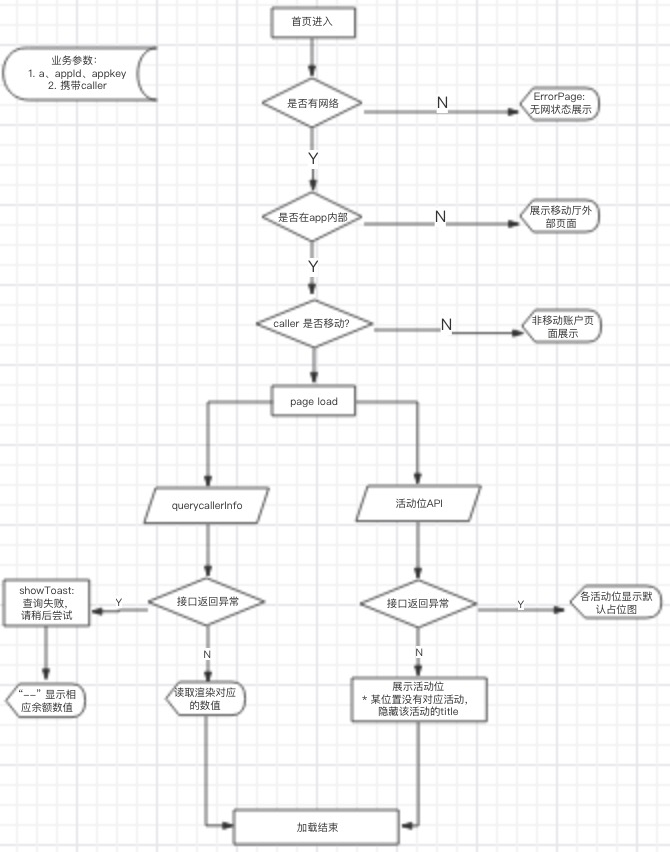 首页进入
业务参数：
1. a、appId、appkey
2. 携带caller
是否有网络
N
ErrorPage:
无网状态展示
Y
是否在app内部
N
展示移动厅外
部页面
Y
caller 是否移动?
N
非移动账户页
面展示
page load
querycallerInfo
活动位API
showToast:
查询失败,
请稍后尝试
Y
接口返回异常
接口返回异常
Y
各活动位显示默
认占位图
N
N
“--”显示相
应余额数值
读取渲染对应
的数值
展示活动位
* 某位置没有对应活动,
隐藏该活动的title
加载结束